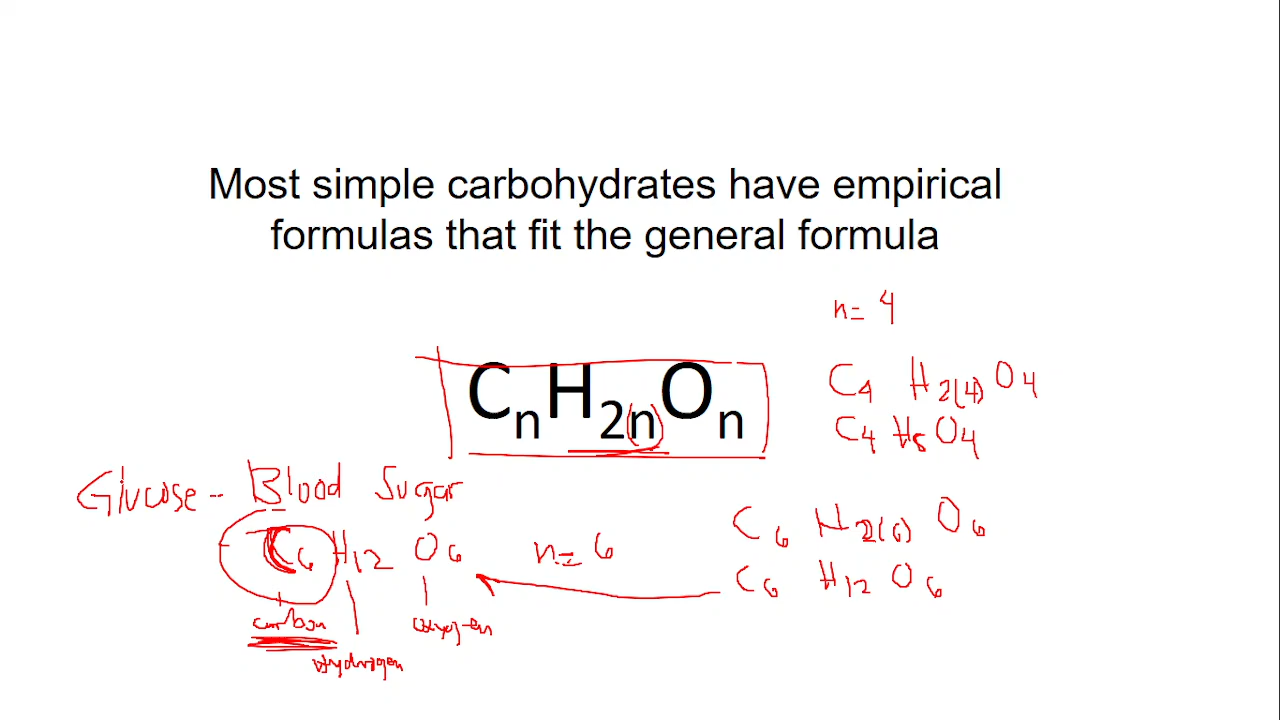 Most simple carbohydrates have empirical
formulas that fit the general formula
n= 4
CnH2nOn
C4 H2(4) O4
C4 H8 O4
Glucose - Blood Sugar
C6 H12 O6
n= 6
C6 H2(6) O6
C6 H12 O6
carbon
hydrogen
oxygen